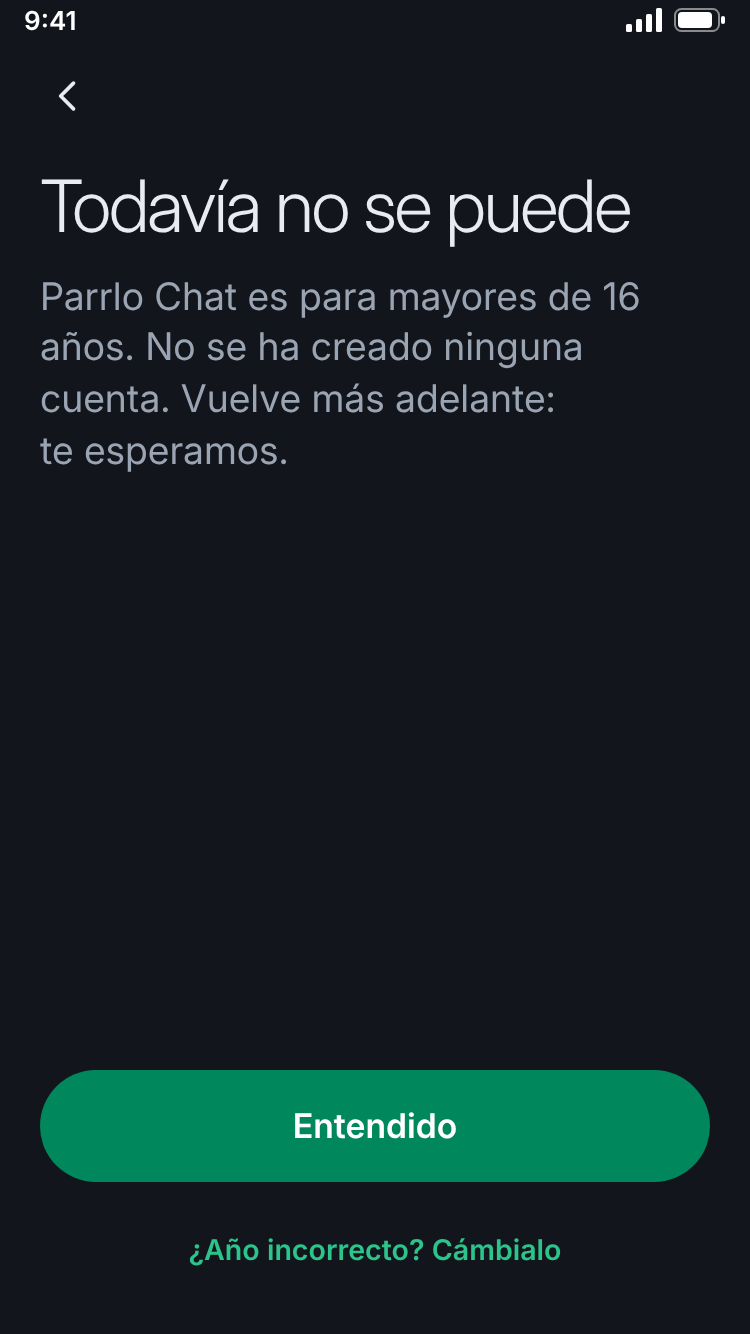 9:41
Todavía no se puede
Parrlo Chat es para mayores de 16
años. No se ha creado ninguna
cuenta. Vuelve más adelante:
te esperamos.
Entendido
¿Año incorrecto? Cámbialo